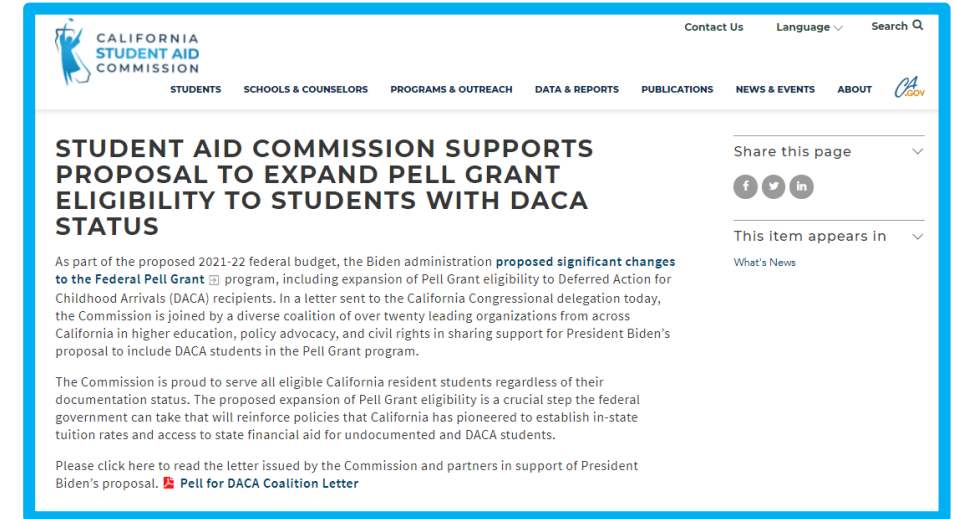 Contact Us Language Search
CALIFORNIA
STUDENT AID
COMMISSION
STUDENTS SCHOOLS & COUNSELORS PROGRAMS & OUTREACH DATA & REPORTS PUBLICATIONS NEWS & EVENTS ABOUT CA.GOV
STUDENT AID COMMISSION SUPPORTS
PROPOSAL TO EXPAND PELL GRANT
ELIGIBILITY TO STUDENTS WITH DACA
STATUS
As part of the proposed 2021-22 federal budget, the Biden administration proposed significant changes
to the Federal Pell Grant program, including expansion of Pell Grant eligibility to Deferred Action for
Childhood Arrivals (DACA) recipients. In a letter sent to the California Congressional delegation today,
the Commission is joined by a diverse coalition of over twenty leading organizations from across
California in higher education, policy advocacy, and civil rights in sharing support for President Biden's
proposal to include DACA students in the Pell Grant program.
The Commission is proud to serve all eligible California resident students regardless of their
documentation status. The proposed expansion of Pell Grant eligibility is a crucial step the federal
government can take that will reinforce policies that California has pioneered to establish in-state
tuition rates and access to state financial aid for undocumented and DACA students.
Please click here to read the letter issued by the Commission and partners in support of President
Biden's proposal. Pell for DACA Coalition Letter
Share this page
f in
This item appears in
What's News